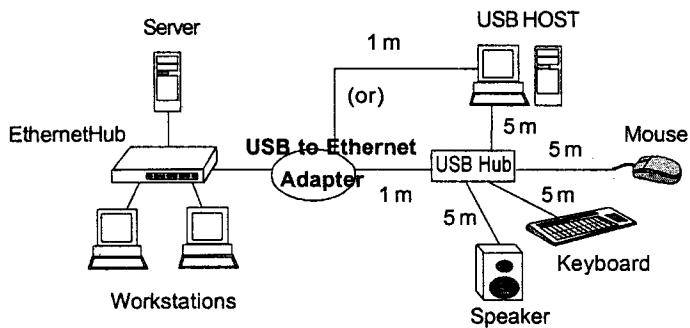 Server
USB HOST
1 m
(or)
EthernetHub
5 m
Mouse
USB to Ethernet
Adapter
USB Hub
5 m
1 m
5 m
5 m
Keyboard
Workstations
Speaker